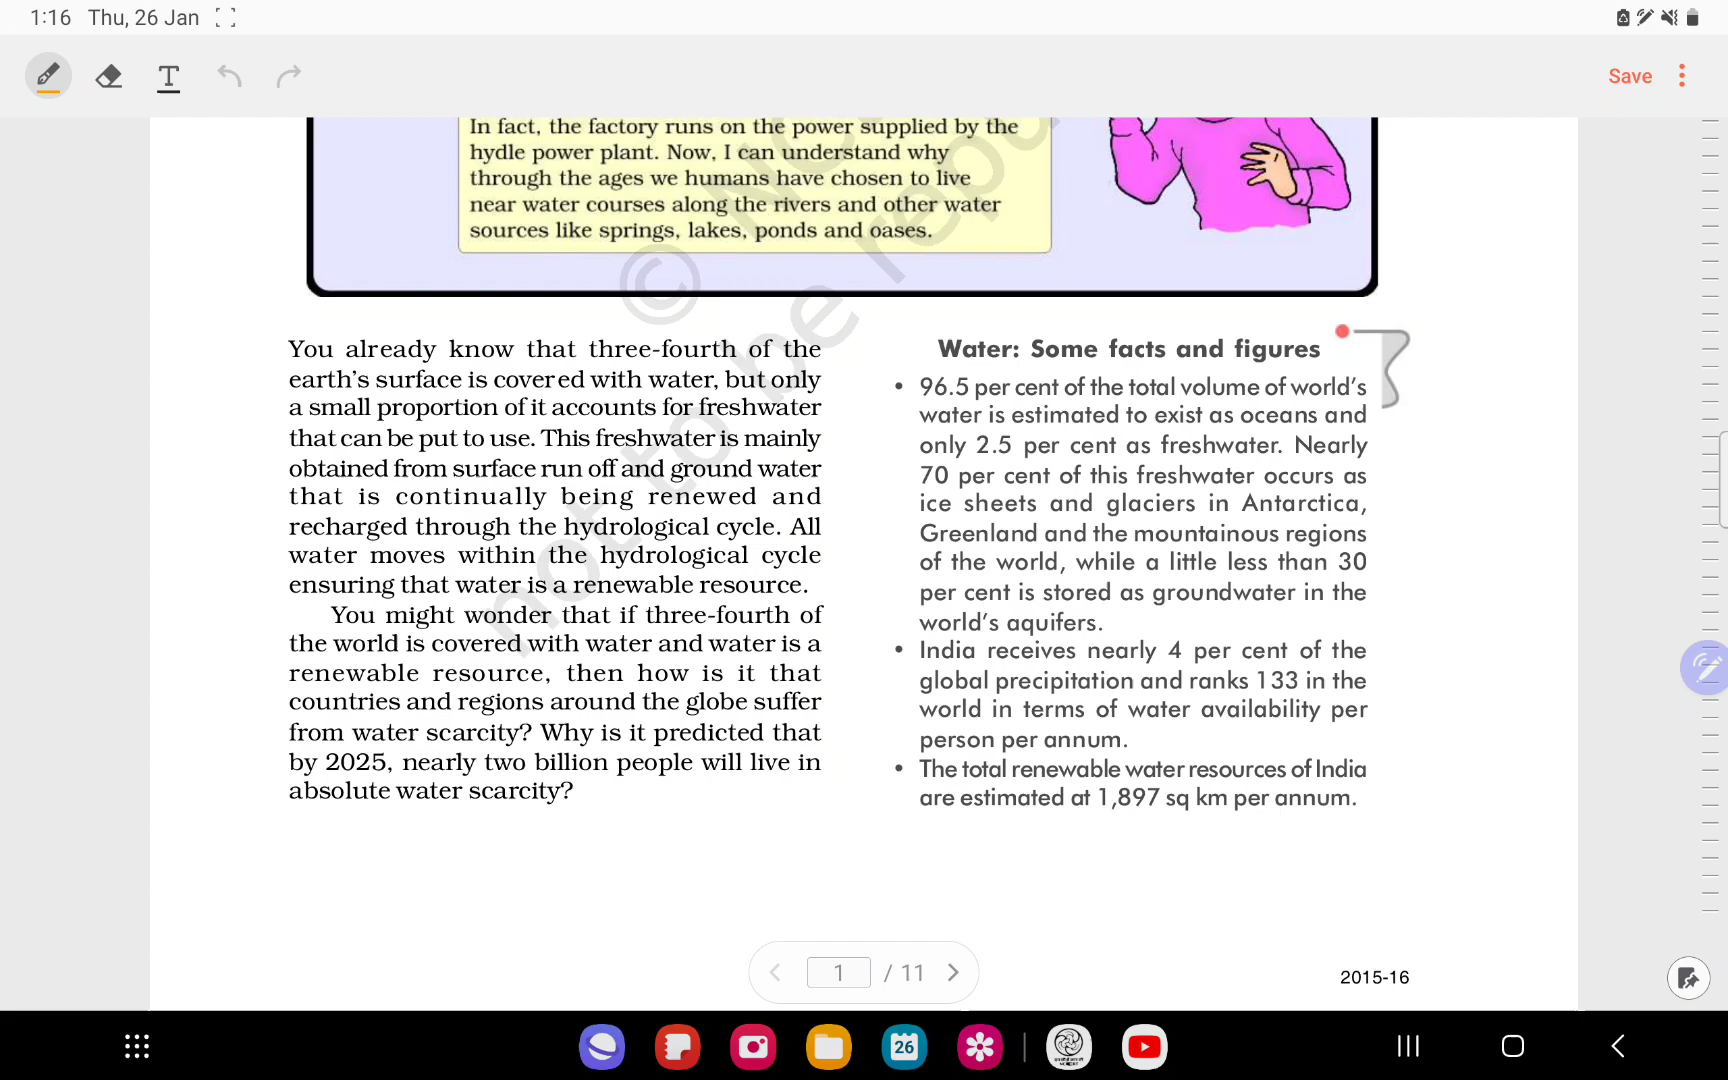 1:16 Thu, 26 Jan
Save
In fact, the factory runs on the power supplied by the
hydle power plant. Now, I can understand why
through the ages we humans have chosen to live
near water courses along the rivers and other water
sources like springs, lakes, ponds and oases.
You already know that three-fourth of the
earth's surface is covered with water, but only
a small proportion of it accounts for freshwater
that can be put to use. This freshwater is mainly
obtained from surface run off and ground water
that is continually being renewed and
recharged through the hydrological cycle. All
water moves within the hydrological cycle
ensuring that water is a renewable resource.
You might wonder that if three-fourth of
the world is covered with water and water is a
renewable resource, then how is it that
countries and regions around the globe suffer
from water scarcity? Why is it predicted that
by 2025, nearly two billion people will live in
absolute water scarcity?
Water: Some facts and figures
• 96.5 per cent of the total volume of world's
water is estimated to exist as oceans and
only 2.5 per cent as freshwater. Nearly
70 per cent of this freshwater occurs as
ice sheets and glaciers in Antarctica,
Greenland and the mountainous regions
of the world, while a little less than 30
per cent is stored as groundwater in the
world's aquifers.
• India receives nearly 4 per cent of the
global precipitation and ranks 133 in the
world in terms of water availability per
person per annum.
• The total renewable water resources of India
are estimated at 1,897 sq km per annum.
not to be repu
1 / 11
2015-16
26